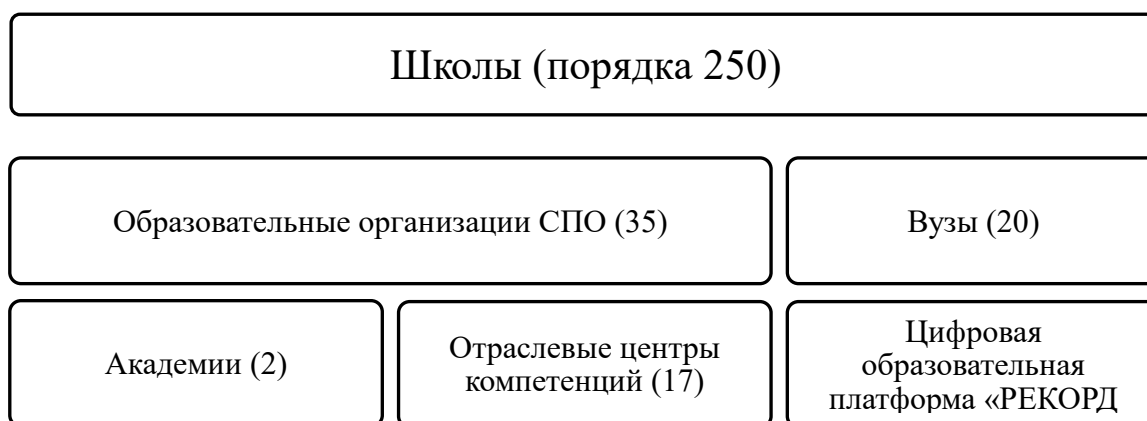 Школы (порядка 250)
Образовательные организации СПО (35)
Вузы (20)
Академии (2)
Отраслевые центры
компетенций (17)
Цифровая
образовательная
платформа «РЕКОРД